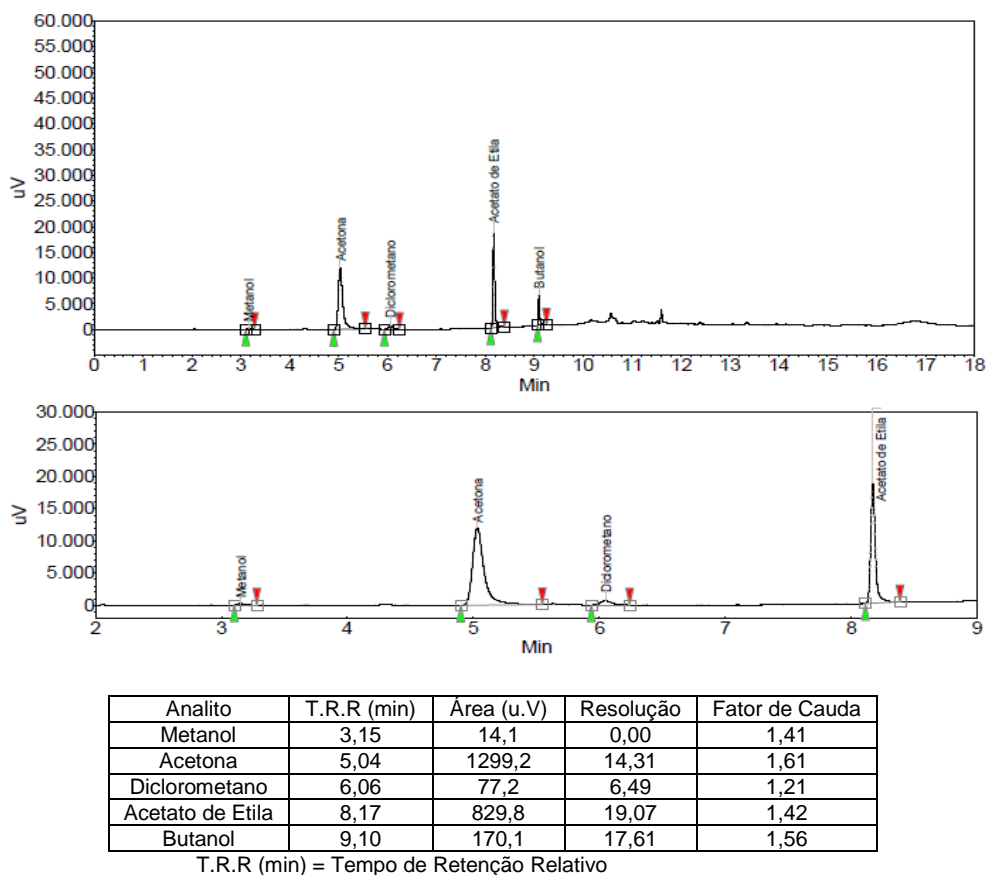 60.000
55.000
50.000
45.000
40.000
35.000
30.000
25.000
20.000
15.000
10.000
5.000
0
uV
Metanol
Acetona
Diclorometano
Acetato de Etila
Butanol
0 1 2 3 4 5 6 7 8 9 10 11 12 13 14 15 16 17 18
Min
30.000
25.000
20.000
15.000
10.000
5.000
0
uV
Metanol
Acetona
Diclorometano
Acetato de Etila
2 3 4 5 6 7 8 9
Min
Analito T.R.R (min) Área (u.V) Resolução Fator de Cauda
Metanol 3,15 14,1 0,00 1,41
Acetona 5,04 1299,2 14,31 1,61
Diclorometano 6,06 77,2 6,49 1,21
Acetato de Etila 8,17 829,8 19,07 1,42
Butanol 9,10 170,1 17,61 1,56
T.R.R (min) = Tempo de Retenção Relativo